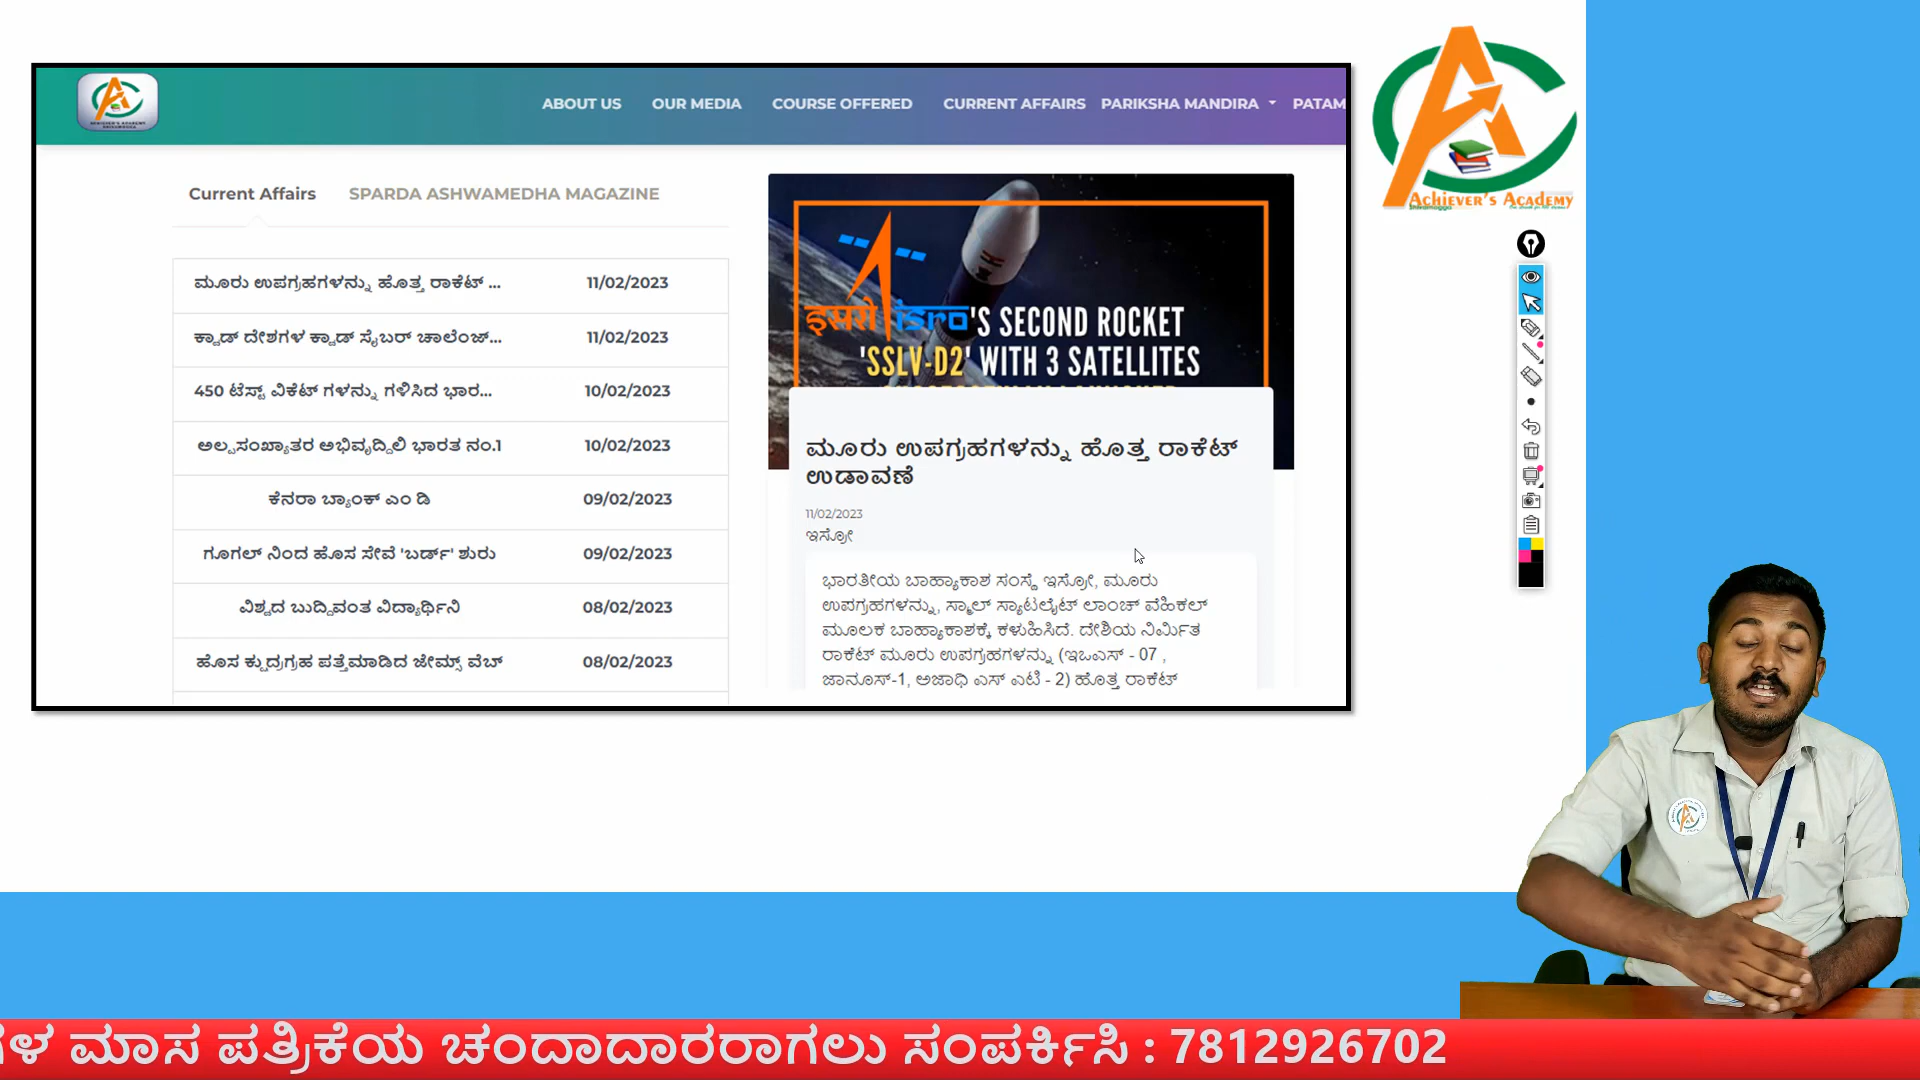 ABOUT US OUR MEDIA COURSE OFFERED CURRENT AFFAIRS PARIKSHA MANDIRA PATAM
Current Affairs SPARDA ASHWAMEDHA MAGAZINE
ಮೂರು ಉಪಗ್ರಹಗಳನ್ನು ಹೊತ್ತ ರಾಕೆಟ್ ... 11/02/2023
ಕ್ವಾಡ್ ದೇಶಗಳ ಕ್ವಾಡ್ ಸೈಬರ್ ಚಾಲೆಂಜ್... 11/02/2023
450 ಟೆಸ್ಟ್ ವಿಕೆಟ್ ಗಳನ್ನು ಗಳಿಸಿದ ಭಾರ... 10/02/2023
ಅಲ್ಪಸಂಖ್ಯಾತರ ಅಭಿವೃದ್ದಿಲಿ ಭಾರತ ನಂ.1 10/02/2023
ಕೆನರಾ ಬ್ಯಾಂಕ್ ಎಂ ಡಿ 09/02/2023
ಗೂಗಲ್ ನಿಂದ ಹೊಸ ಸೇವೆ 'ಬರ್ಡ್' ಶುರು 09/02/2023
ವಿಶ್ವದ ಬುದ್ದಿವಂತ ವಿದ್ಯಾರ್ಥಿನಿ 08/02/2023
ಹೊಸ ಕ್ಷುದ್ರಗ್ರಹ ಪತ್ತೆಮಾಡಿದ ಜೇಮ್ಸ್ ವೆಬ್ 08/02/2023
इसरो isro'S SECOND ROCKET
'SSLV-D2' WITH 3 SATELLITES
ಮೂರು ಉಪಗ್ರಹಗಳನ್ನು ಹೊತ್ತ ರಾಕೆಟ್
ಉಡಾವಣೆ
11/02/2023
ಇಸ್ರೋ
ಭಾರತೀಯ ಬಾಹ್ಯಾಕಾಶ ಸಂಸ್ಥೆ ಇಸ್ರೋ, ಮೂರು
ಉಪಗ್ರಹಗಳನ್ನು, ಸ್ಮಾಲ್ ಸ್ಯಾಟಲೈಟ್ ಲಾಂಚ್ ವೆಹಿಕಲ್
ಮೂಲಕ ಬಾಹ್ಯಾಕಾಶಕ್ಕೆ ಕಳುಹಿಸಿದೆ. ದೇಶಿಯ ನಿರ್ಮಿತ
ರಾಕೆಟ್ ಮೂರು ಉಪಗ್ರಹಗಳನ್ನು (ಇಒಎಸ್ - 07 ,
ಜಾನೂಸ್-1, ಅಜಾಧಿ ಎಸ್ ಎಟಿ - 2) ಹೊತ್ತ ರಾಕೆಟ್
ACHIEVER'S ACADEMY
Shivamogga
ಗಳ ಮಾಸ ಪತ್ರಿಕೆಯ ಚಂದಾದಾರರಾಗಲು ಸಂಪರ್ಕಿಸಿ : 7812926702